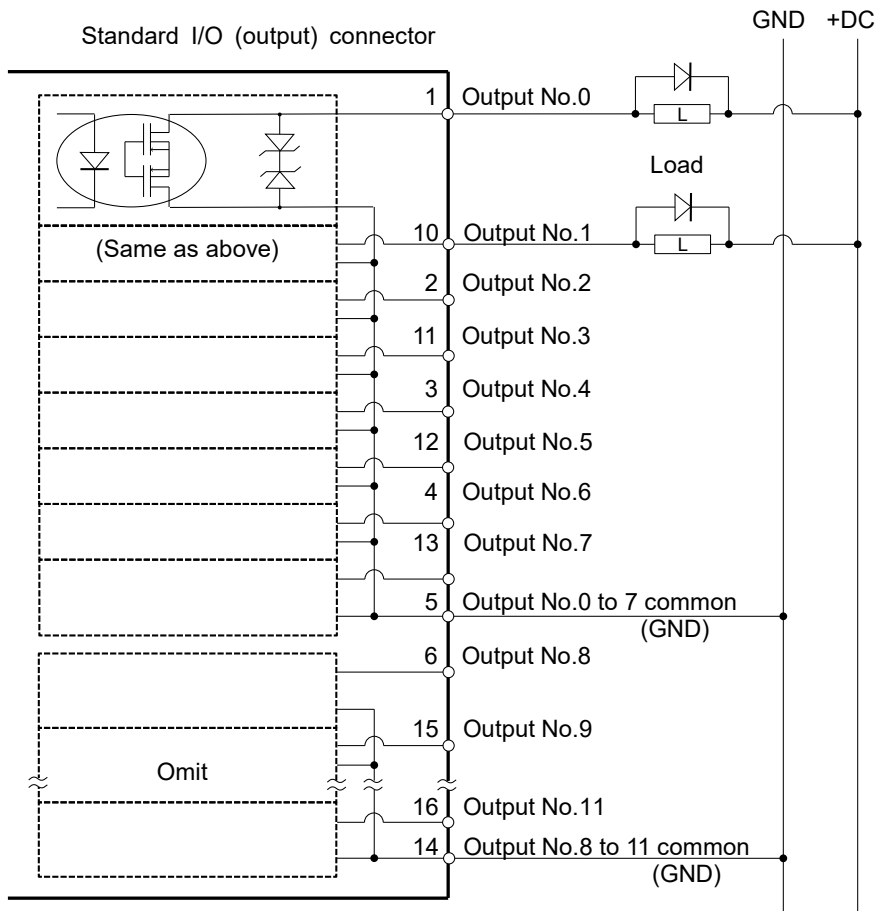 GND +DC
Standard I/O (output) connector
1 Output No.0
L
Load
(Same as above)
10 Output No.1
L
2 Output No.2
11 Output No.3
3 Output No.4
12 Output No.5
4 Output No.6
13 Output No.7
5 Output No.0 to 7 common
(GND)
6 Output No.8
15 Output No.9
Omit
16 Output No.11
14 Output No.8 to 11 common
(GND)